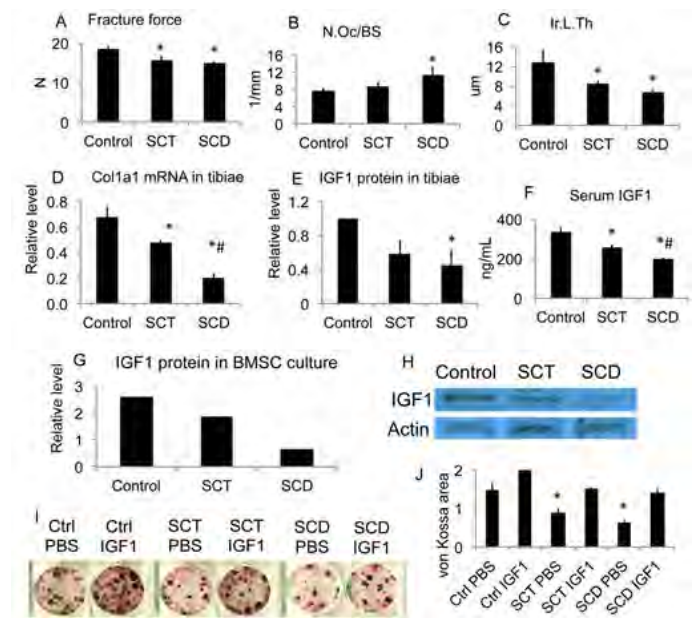 A Fracture force
20
10
0
N
Control SCT SCD
*
*
B N.Oc/BS
16
12
8
4
0
1/mm
Control SCT SCD
*
C Ir.L.Th
18
12
6
0
um
Control SCT SCD
*
*
D Col1a1 mRNA in tibiae
0.8
0.6
0.4
0.2
0.0
Relative level
Control SCT SCD
*
*#
E IGF1 protein in tibiae
1.2
0.8
0.4
0
Relative level
Control SCT SCD
*
F Serum IGF1
400
200
0
ng/mL
Control SCT SCD
*
*#
G IGF1 protein in BMSC culture
3
2
1
0
Relative level
Control SCT SCD
H Control SCT SCD
IGF1
Actin
I Ctrl Ctrl SCT SCT SCD SCD
PBS IGF1 PBS IGF1 PBS IGF1
J
2
1
0
von Kossa area
*
*
Ctrl PBS
Ctrl IGF1
SCT PBS
SCT IGF1
SCD PBS
SCD IGF1